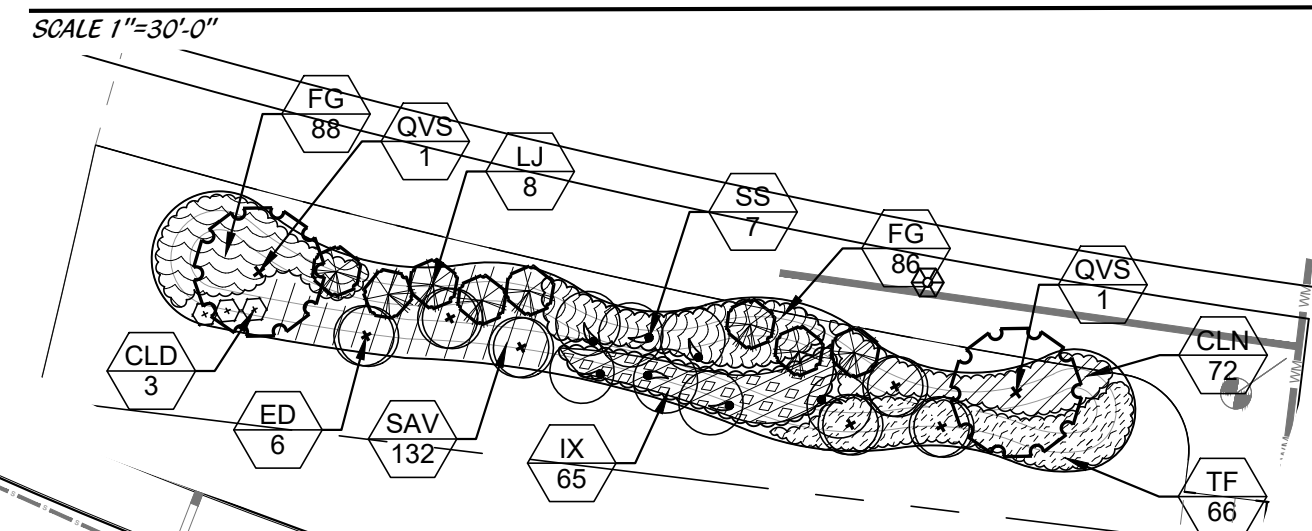 SCALE 1"=30'-0"
FG
88
QVS
1
LJ
8
SS
7
FG
86
QVS
1
CLN
72
CLD
3
ED
6
SAV
132
IX
65
TF
66
S
S
S